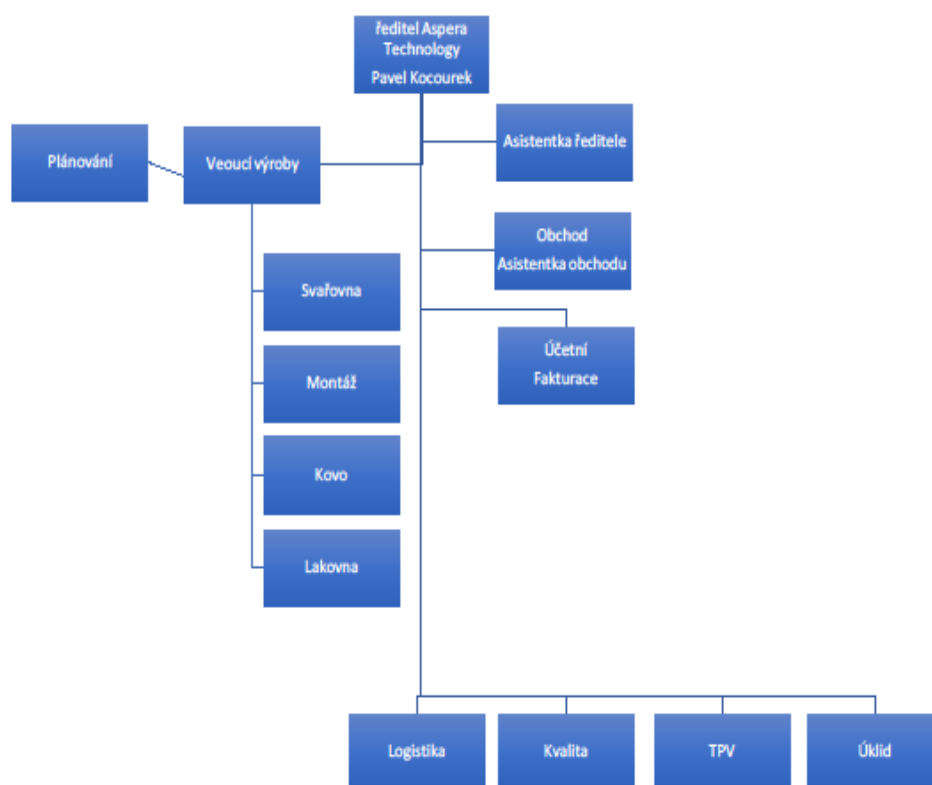 ředitel Aspera
Technology
Pavel Kocourek
Asistentka ředitele
Plánování
Veoucí výroby
Obchod
Asistentka obchodu
Svařovna
Účetní
Fakturace
Montáž
Kovo
Lakovna
Logistika
Kvalita
TPV
Úklid